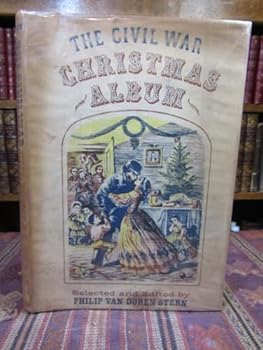 THE CIVIL WAR
CHRISTMAS
ALBUM
Selected and Edited by
PHILIP VAN DOREN STERN